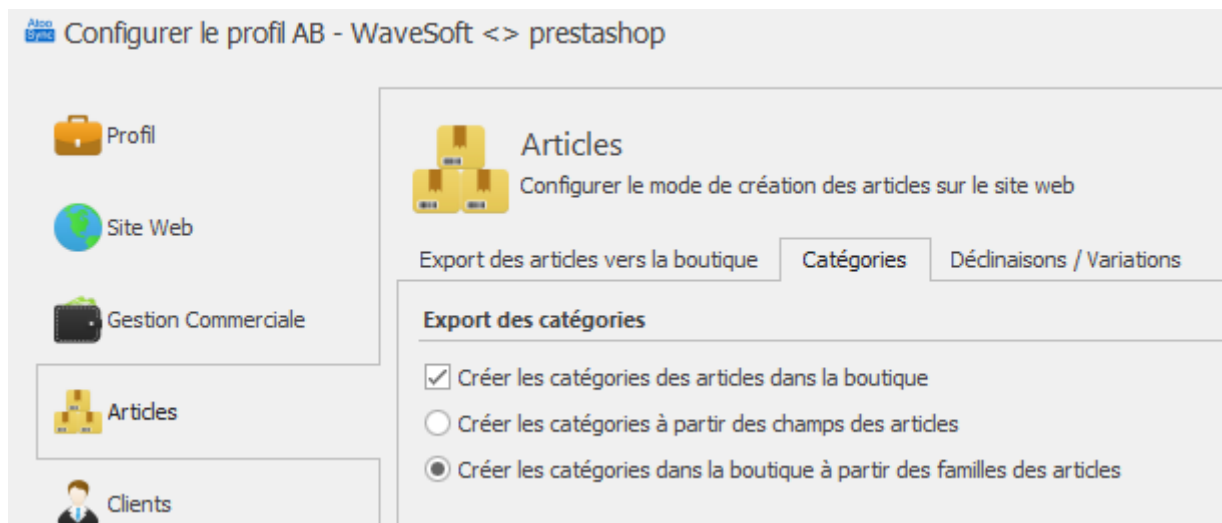 Atoo Sync
Configurer le profil AB - WaveSoft <> prestashop
Profil
Site Web
Gestion Commerciale
Articles
Clients
Articles
Configurer le mode de création des articles sur le site web
Export des articles vers la boutique
Catégories
Déclinaisons / Variations
Export des catégories
Créer les catégories des articles dans la boutique
Créer les catégories à partir des champs des articles
Créer les catégories dans la boutique à partir des familles des articles